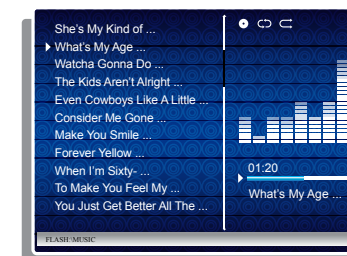 She's My Kind of ...
What's My Age ...
Watcha Gonna Do ...
The Kids Aren't Alright ...
Even Cowboys Like A Little ...
Consider Me Gone ...
Make You Smile ...
Forever Yellow ...
When I'm Sixty- ...
To Make You Feel My ...
You Just Get Better All The ...
01:20
What's My Age ...
FLASH \MUSIC